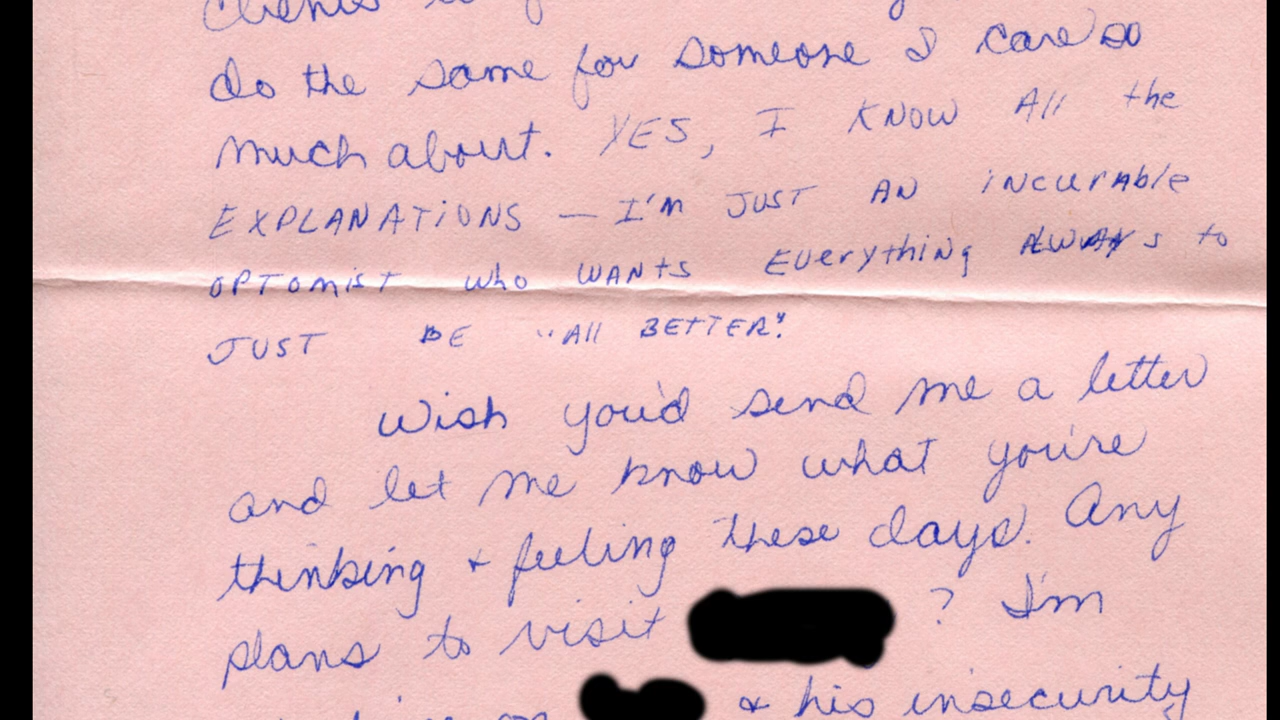 do the same for someone I care so
much about. YES, I KNOW All the
EXPLANATIONS — I'm JUST AN incurable
OPTOMIST who WANts Everything AlWAys to
JUST BE "All BETTER".
Wish you'd send me a letter
and let me know what you're
thinking & feeling these days. Any
plans to visit ? I'm
on & his insecurity